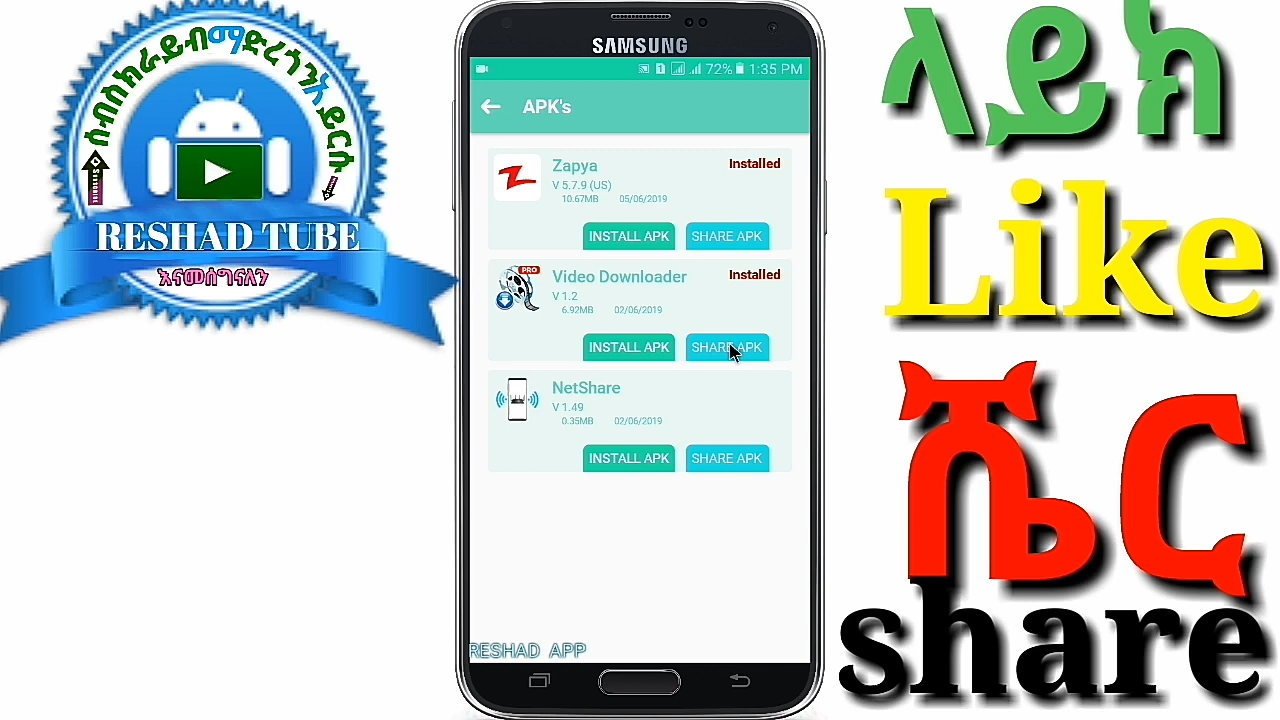 ሰብስክራይብ ማድረጎን አይርሱ
SUBSCRIBE
RESHAD TUBE
እናመሰግናለን
SAMSUNG
1 72% 1:35 PM
APK's
Zapya
Installed
V 5.7.9 (US)
10.67MB 05/06/2019
INSTALL APK SHARE APK
PRO
Video Downloader
Installed
V 1.2
6.92MB 02/06/2019
INSTALL APK SHARE APK
NetShare
V 1.49
0.35MB 02/06/2019
INSTALL APK SHARE APK
RESHAD APP
ላይክ
Like
ሼር
share